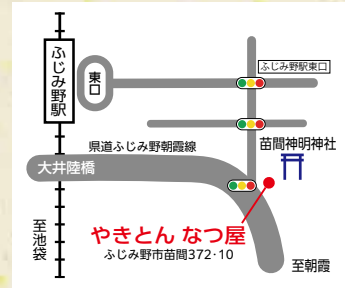 ふじみ野駅
東口
ふじみ野駅東口
県道ふじみ野朝霞線
苗間神明神社
大井陸橋
やきとん なつ屋
ふじみ野市苗間372･10
至池袋
至朝霞